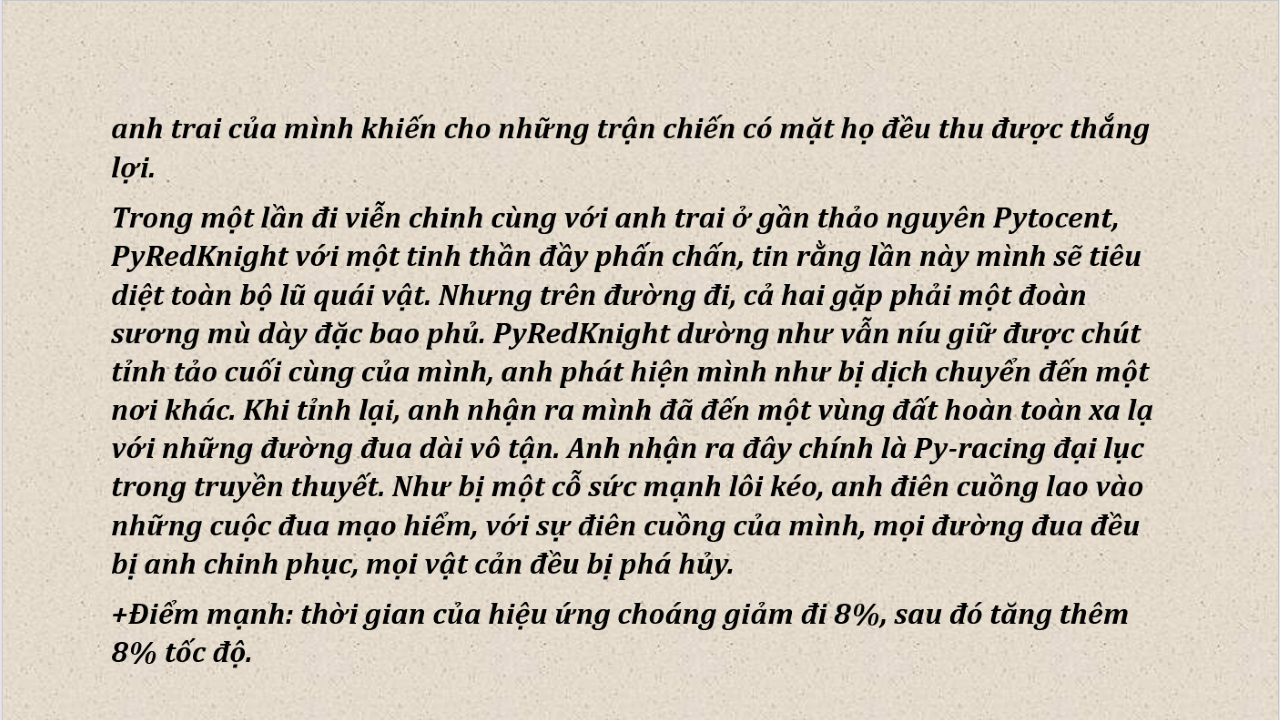 anh trai của mình khiến cho những trận chiến có mặt họ đều thu được thắng
lợi.
Trong một lần đi viễn chinh cùng với anh trai ở gần thảo nguyên Pytocent,
PyRedKnight với một tinh thần đầy phấn chấn, tin rằng lần này mình sẽ tiêu
diệt toàn bộ lũ quái vật. Nhưng trên đường đi, cả hai gặp phải một đoàn
sương mù dày đặc bao phủ. PyRedKnight dường như vẫn níu giữ được chút
tỉnh táo cuối cùng của mình, anh phát hiện mình như bị dịch chuyển đến một
nơi khác. Khi tỉnh lại, anh nhận ra mình đã đến một vùng đất hoàn toàn xa lạ
với những đường đua dài vô tận. Anh nhận ra đây chính là Py-racing đại lục
trong truyền thuyết. Như bị một cỗ sức mạnh lôi kéo, anh điên cuồng lao vào
những cuộc đua mạo hiểm, với sự điên cuồng của mình, mọi đường đua đều
bị anh chinh phục, mọi vật cản đều bị phá hủy.
+Điểm mạnh: thời gian của hiệu ứng choáng giảm đi 8%, sau đó tăng thêm
8% tốc độ.